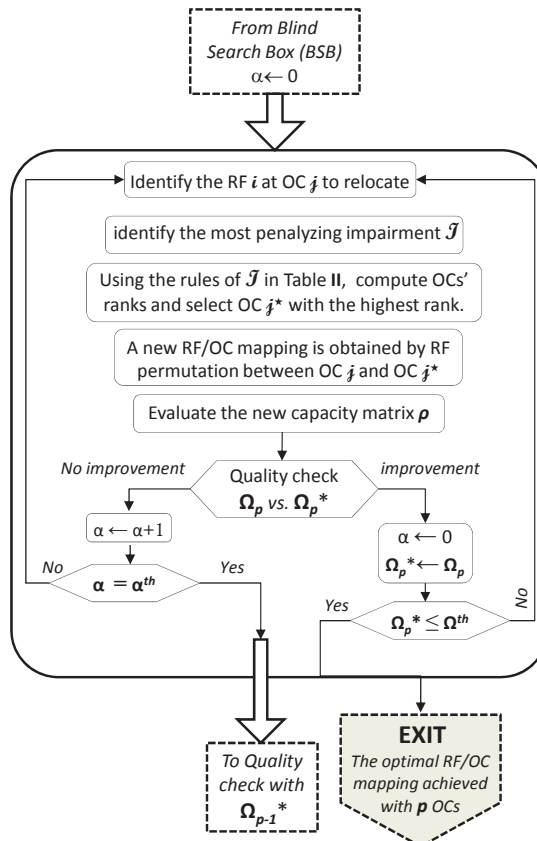 From Blind
Search Box (BSB)
α← 0
Identify the RF i at OC j to relocate
identify the most penalyzing impairment J
Using the rules of J in Table II, compute OCs'
ranks and select OC j* with the highest rank.
A new RF/OC mapping is obtained by RF
permutation between OC j and OC j*
Evaluate the new capacity matrix ρ
No improvement
Quality check
Ωp vs. Ωp*
improvement
α ← α+1
α ← 0
Ωp* ← Ωp
No
α = α^th
Yes
Yes
Ωp* ≤ Ω^th
No
To Quality
check with
Ωp-1*
EXIT
The optimal RF/OC
mapping achieved
with p OCs